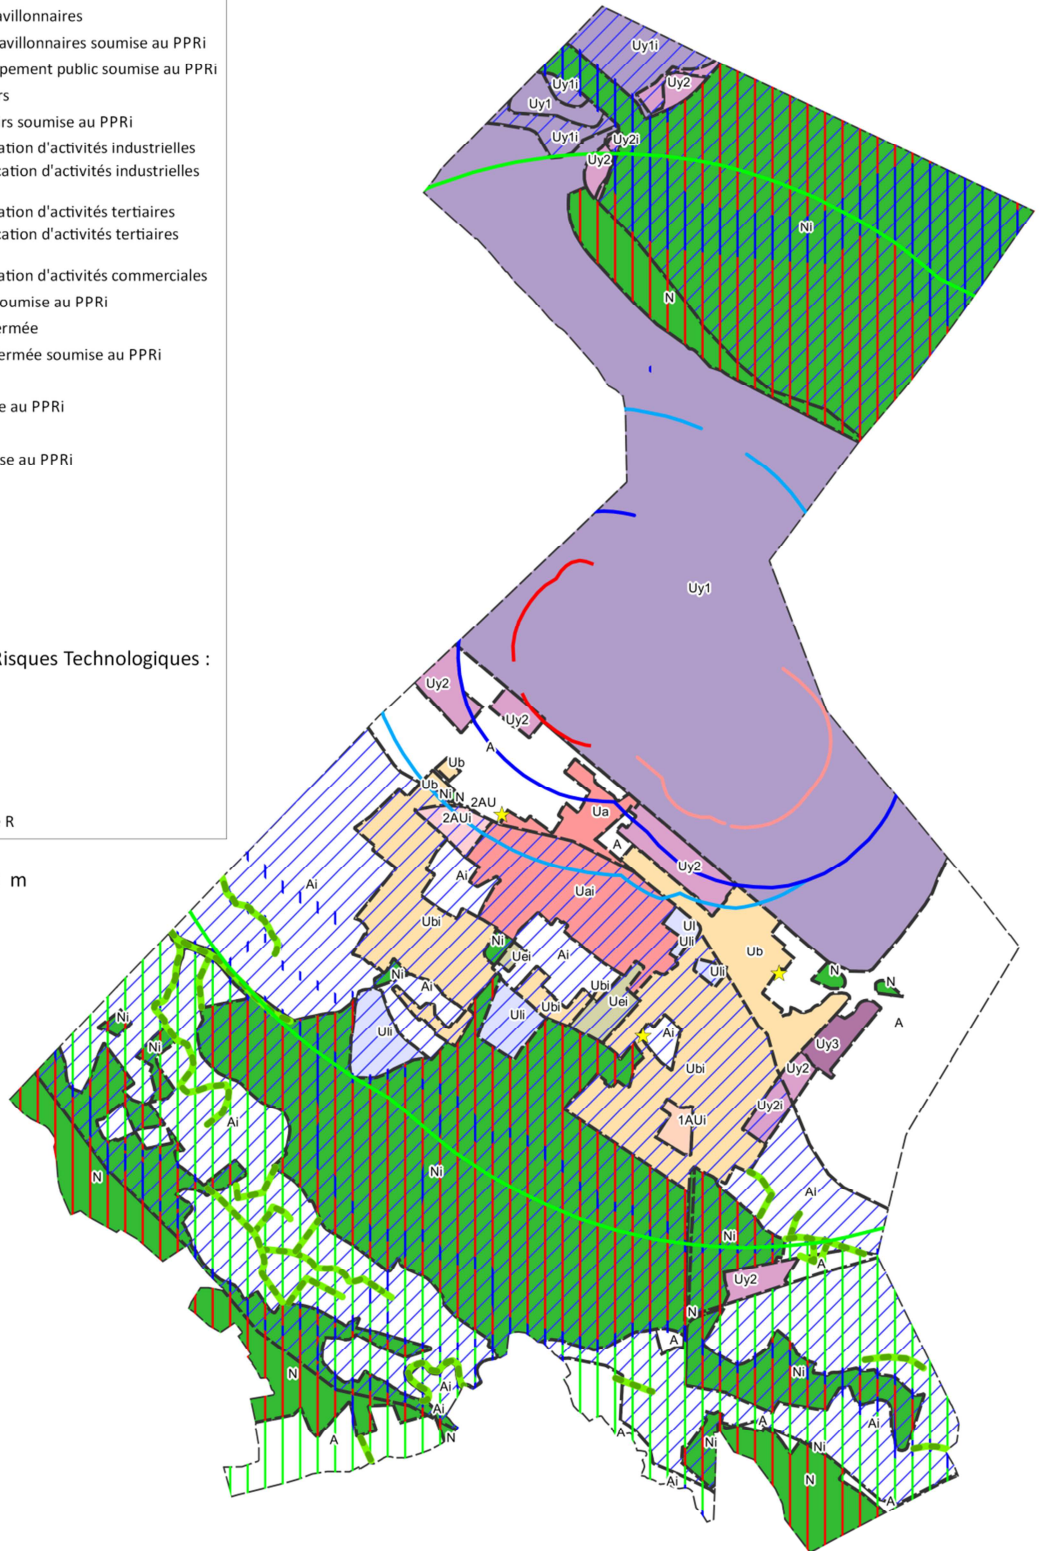 avillonnaires
avillonnaires soumise au PPRi
pement public soumise au PPRi
rs
rs soumise au PPRi
ation d'activités industrielles
cation d'activités industrielles
ation d'activités tertiaires
cation d'activités tertiaires
ation d'activités commerciales
soumise au PPRi
ermée
ermée soumise au PPRi
e au PPRi
se au PPRi
Risques Technologiques :
R
m
Uy1i
Uy2
Uy1i
Uy1
Uy1i
Uy2i
Uy2
Ni
N
Uy1
Uy2
Uy2
A
Ub
Ub
Ni
N
2AU
2AUi
Ua
A
Uy2
Ai
Ai
Uai
Ubi
Ul
Uli
Ub
Ni
Uei
Ai
Uli
N
N
Ni
Ai
Ubi
Ubi
Uei
A
Uli
Uli
Ai
Uy3
Ni
Ni
Ubi
Uy2
Uy2i
1AUi
Ai
Ni
N
Ai
Ni
A
Uy2
N
A
N
Ni
Ai
Ai
Ai
A
N
A
A
Ni
Ni
Ai
N
A